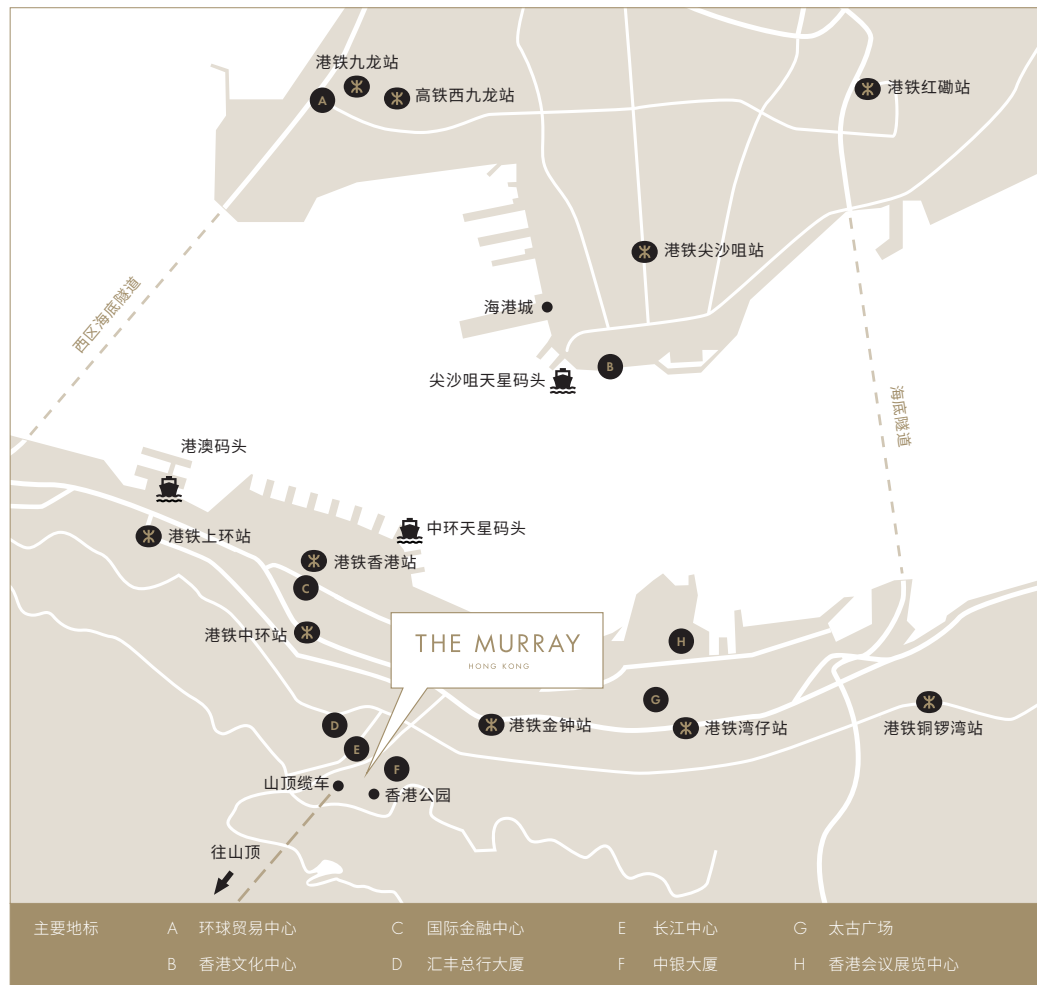 港铁九龙站
A
高铁西九龙站
港铁红磡站
港铁尖沙咀站
海港城
西区海底隧道
B
尖沙咀天星码头
海底隧道
港澳码头
中环天星码头
港铁上环站
港铁香港站
C
港铁中环站
THE MURRAY
HONG KONG
H
G
D
港铁金钟站
港铁湾仔站
港铁铜锣湾站
E
F
山顶缆车
香港公园
往山顶
主要地标
A 环球贸易中心
C 国际金融中心
E 长江中心
G 太古广场
B 香港文化中心
D 汇丰总行大厦
F 中银大厦
H 香港会议展览中心